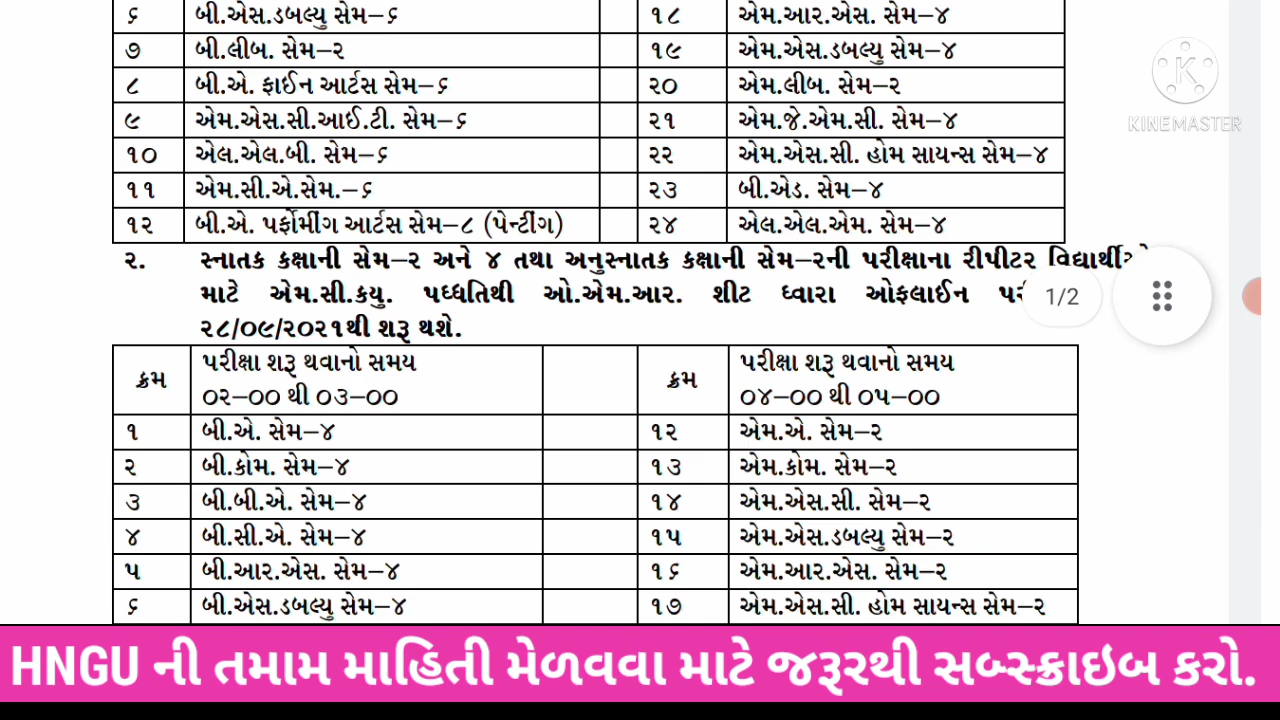 ૬ બી.એસ.ડબલ્યુ સેમ–૬ ૧૮ એમ.આર.એસ. સેમ–૪
૭ બી.લીબ. સેમ–૨ ૧૯ એમ.એસ.ડબલ્યુ સેમ–૪
૮ બી.એ. ફાઈન આર્ટસ સેમ–૬ ૨૦ એમ.લીબ. સેમ–૨
૯ એમ.એસ.સી.આઈ.ટી. સેમ–૬ ૨૧ એમ.જે.એમ.સી. સેમ–૪
૧૦ એલ.એલ.બી. સેમ–૬ ૨૨ એમ.એસ.સી. હોમ સાયન્સ સેમ–૪
૧૧ એમ.સી.એ.સેમ.–૬ ૨૩ બી.એડ. સેમ–૪
૧૨ બી.એ. પર્ફોમીંગ આર્ટસ સેમ–૮ (પેન્ટીંગ) ૨૪ એલ.એલ.એમ. સેમ–૪
KINEMASTER
૨. સ્નાતક કક્ષાની સેમ–૨ અને ૪ તથા અનુસ્નાતક કક્ષાની સેમ–૨ની પરીક્ષાના રીપીટર
માટે એમ.સી.કયુ. પધ્ધતિથી ઓ.એમ.આર. શીટ ધ્વારા ઓફલાઈન
1/2
૨૮/૦૯/૨૦૨૧થી શરૂ થશે.
ક્રમ પરીક્ષા શરૂ થવાનો સમય ક્રમ પરીક્ષા શરૂ થવાનો સમય
૦૨–૦૦ થી ૦૩–૦૦ ૦૪–૦૦ થી ૦૫–૦૦
૧ બી.એ. સેમ–૪ ૧૨ એમ.એ. સેમ–૨
૨ બી.કોમ. સેમ–૪ ૧૩ એમ.કોમ. સેમ–૨
૩ બી.બી.એ. સેમ–૪ ૧૪ એમ.એસ.સી. સેમ–૨
૪ બી.સી.એ. સેમ–૪ ૧૫ એમ.એસ.ડબલ્યુ સેમ–૨
૫ બી.આર.એસ. સેમ–૪ ૧૬ એમ.આર.એસ. સેમ–૨
૬ બી.એસ.ડબલ્યુ સેમ–૪ ૧૭ એમ.એસ.સી. હોમ સાયન્સ સેમ–૨
HNGU ની તમામ માહિતી મેળવવા માટે જરૂરથી સબ્સ્ક્રાઇબ કરો.